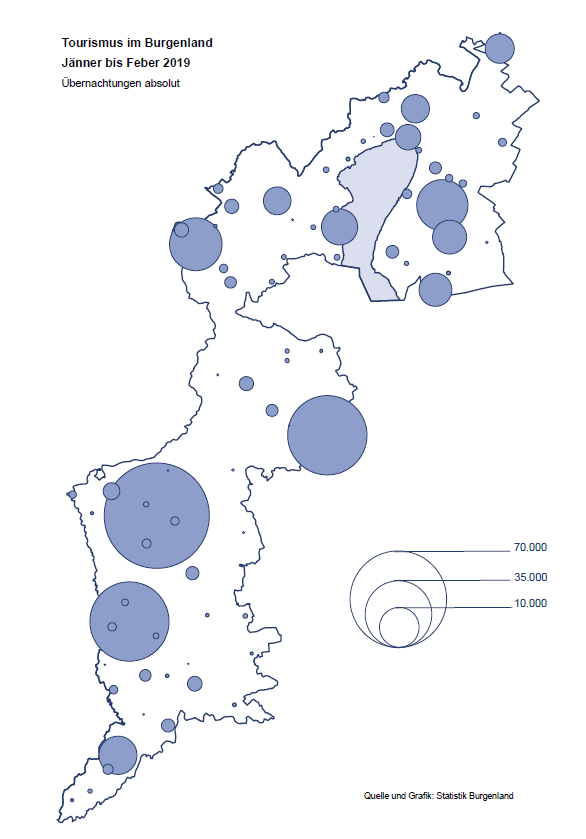 Tourismus im Burgenland
Jänner bis Feber 2019
Übernachtungen absolut
70.000
35.000
10.000
Quelle und Grafik: Statistik Burgenland